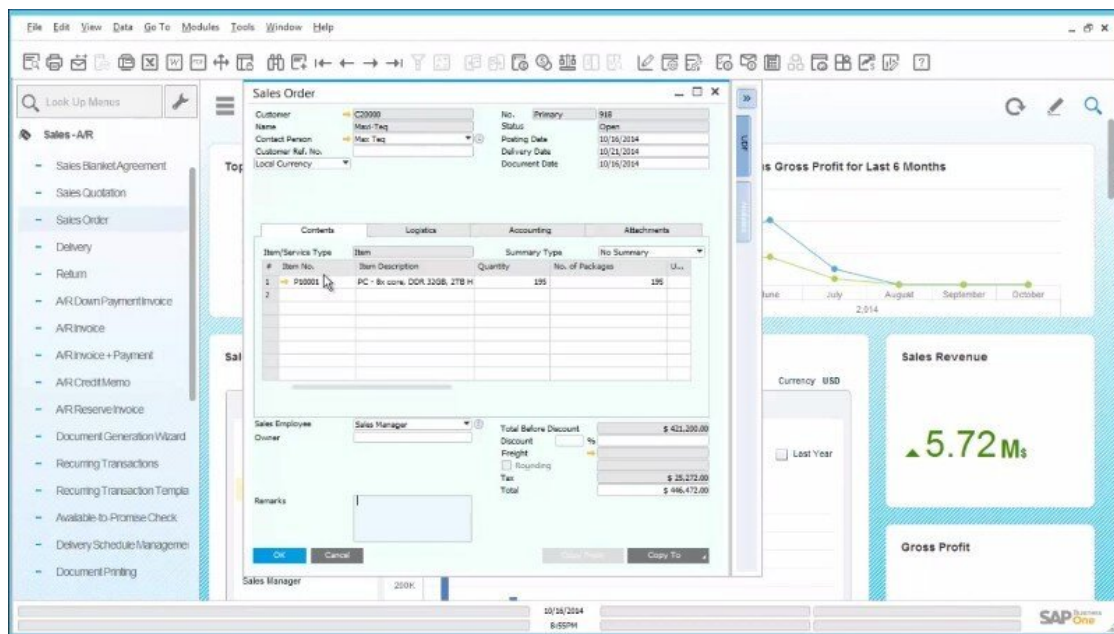 File Edit View Data Go To Modules Tools Window Help
Look Up Menus
Sales - A/R
Sales Blanket Agreement
Sales Quotation
Sales Order
Delivery
Return
A/R Down Payment Invoice
A/R Invoice
A/R Invoice + Payment
A/R Credit Memo
A/R Reserve Invoice
Document Generation Wizard
Recurring Transactions
Recurring Transaction Templa
Available-to-Promise Check
Delivery Schedule Manageme
Document Printing
Top
Sal
Sales Order
Customer C20000
Name Maxi-Teq
Contact Person Max Teq
Customer Ref. No.
Local Currency
No. Primary 918
Status Open
Posting Date 10/16/2014
Delivery Date 10/21/2014
Document Date 10/16/2014
UDF
Contents Logistics Accounting Attachments
Item/Service Type Item Summary Type No Summary
# Item No. Item Description Quantity No. of Packages U...
1 P10001 PC - 8x core, DDR 32GB, 2TB H 195 195
2
Sales Employee Sales Manager
Owner
Remarks
Total Before Discount $ 421,200.00
Discount %
Freight
Rounding
Tax $ 25,272.00
Total $ 446,472.00
OK Cancel Copy From Copy To
Sales Manager 200K
s Gross Profit for Last 6 Months
June July August September October
2,014
Currency USD
Last Year
Sales Revenue
5.72 M$
Gross Profit
10/16/2014
8:55PM
SAP Business One